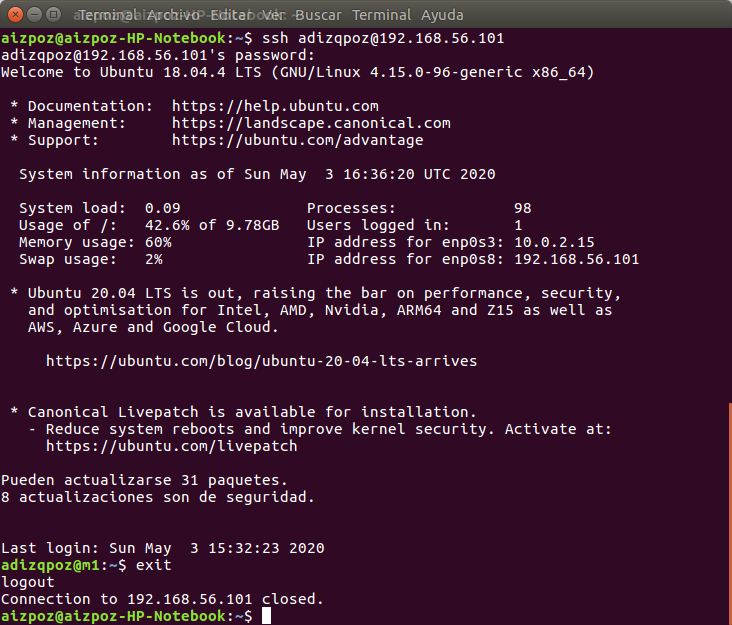 Terminal Archivo Editar Ver Buscar Terminal Ayuda
aizpoz@aizpoz-HP-Notebook:~$ ssh adizqpoz@192.168.56.101
adizqpoz@192.168.56.101's password:
Welcome to Ubuntu 18.04.4 LTS (GNU/Linux 4.15.0-96-generic x86_64)
* Documentation:  https://help.ubuntu.com
* Management:     https://landscape.canonical.com
* Support:        https://ubuntu.com/advantage
System information as of Sun May  3 16:36:20 UTC 2020
System load:  0.09               Processes:             98
Usage of /:   42.6% of 9.78GB   Users logged in:       1
Memory usage: 60%               IP address for enp0s3: 10.0.2.15
Swap usage:   2%                IP address for enp0s8: 192.168.56.101
* Ubuntu 20.04 LTS is out, raising the bar on performance, security,
and optimisation for Intel, AMD, Nvidia, ARM64 and Z15 as well as
AWS, Azure and Google Cloud.
https://ubuntu.com/blog/ubuntu-20-04-lts-arrives
* Canonical Livepatch is available for installation.
- Reduce system reboots and improve kernel security. Activate at:
https://ubuntu.com/livepatch
Pueden actualizarse 31 paquetes.
8 actualizaciones son de seguridad.
Last login: Sun May  3 15:32:23 2020
adizqpoz@m1:~$ exit
logout
Connection to 192.168.56.101 closed.
aizpoz@aizpoz-HP-Notebook:~$